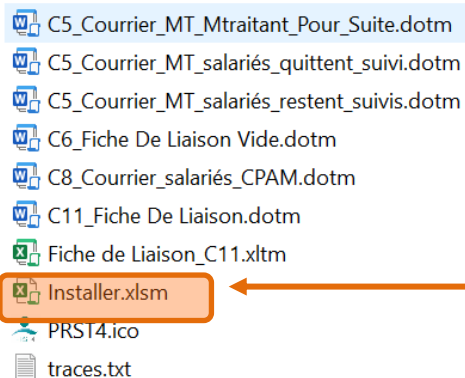 C5_Courrier_MT_Mtraitant_Pour_Suite.dotm
C5_Courrier_MT_salariés_quittent_suivi.dotm
C5_Courrier_MT_salariés_restent_suivis.dotm
C6_Fiche De Liaison Vide.dotm
C8_Courrier_salariés_CPAM.dotm
C11_Fiche De Liaison.dotm
Fiche de Liaison_C11.xltm
Installer.xlsm
PRST4.ico
traces.txt